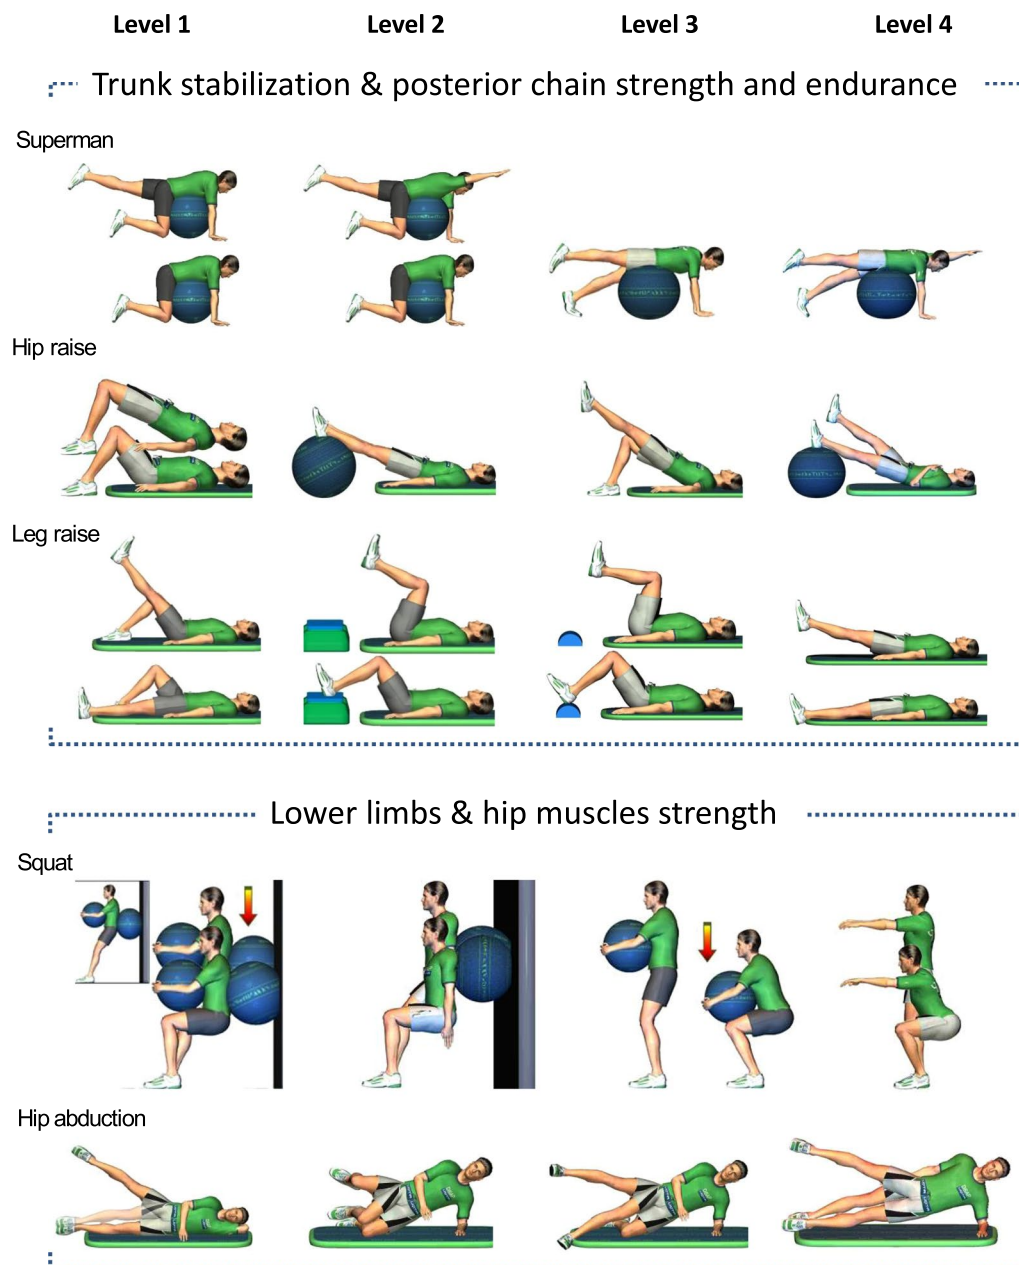 Level 1 Level 2 Level 3 Level 4
Trunk stabilization & posterior chain strength and endurance
Superman
Hip raise
Leg raise
Lower limbs & hip muscles strength
Squat
Hip abduction